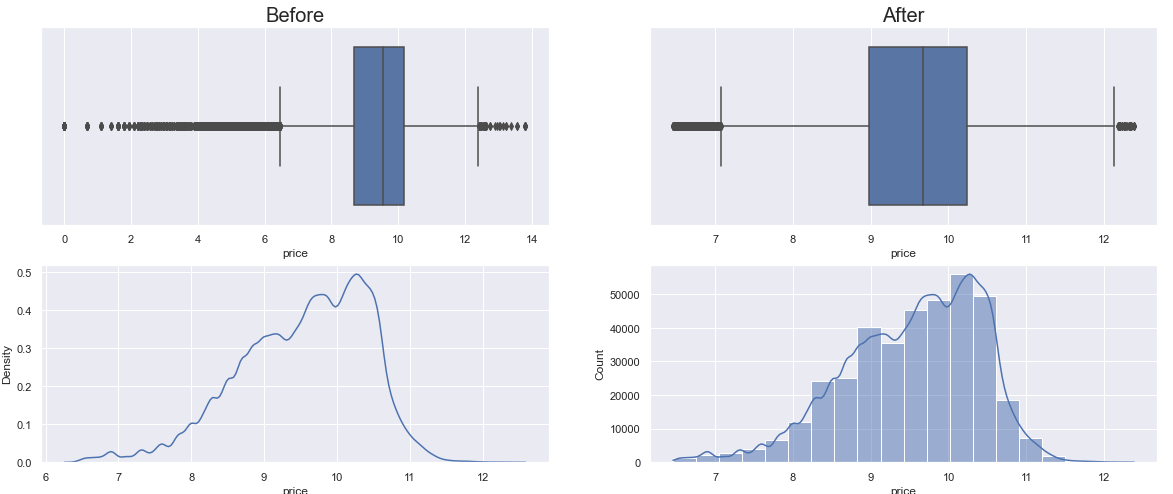 Before
After
0 2 4 6 8 10 12 14
price
7 8 9 10 11 12
price
0.5
0.4
0.3
0.2
0.1
0.0
Density
6 7 8 9 10 11 12
price
50000
40000
30000
20000
10000
0
Count
7 8 9 10 11 12
price